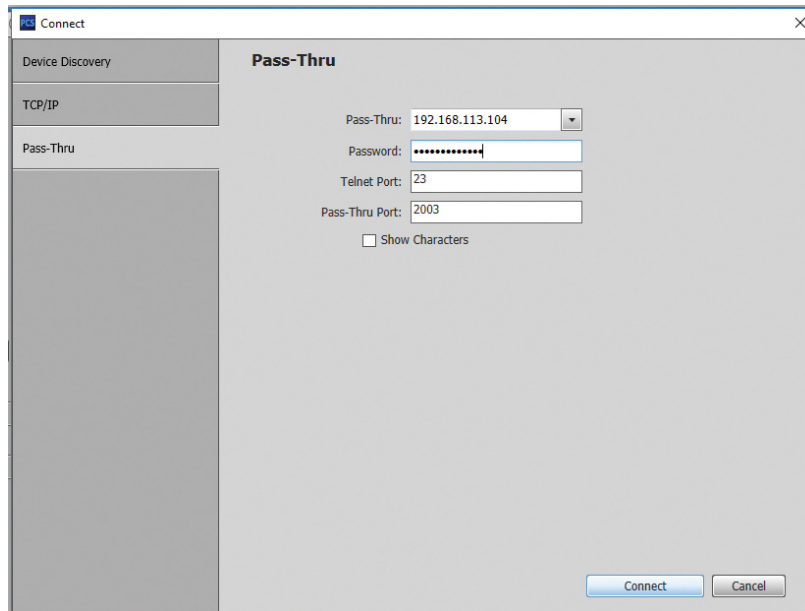 PCS Connect
Device Discovery
TCP/IP
Pass-Thru
Pass-Thru
Pass-Thru: 192.168.113.104
Password: •••••••••••••
Telnet Port: 23
Pass-Thru Port: 2003
Show Characters
Connect Cancel